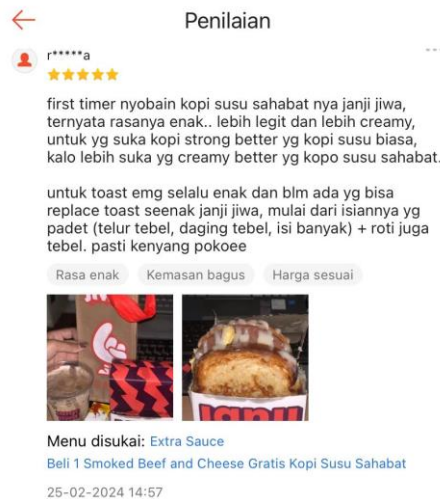 Penilaian
r*****a
first timer nyobain kopi susu sahabat nya janji jiwa,
ternyata rasanya enak.. lebih legit dan lebih creamy,
untuk yg suka kopi strong better yg kopi susu biasa,
kalo lebih suka yg creamy better yg kopo susu sahabat.
untuk toast emg selalu enak dan blm ada yg bisa
replace toast seenak janji jiwa, mulai dari isiannya yg
padet (telur tebel, daging tebel, isi banyak) + roti juga
tebel. pasti kenyang pokoee
Rasa enak Kemasan bagus Harga sesuai
Menu disukai: Extra Sauce
Beli 1 Smoked Beef and Cheese Gratis Kopi Susu Sahabat
25-02-2024 14:57